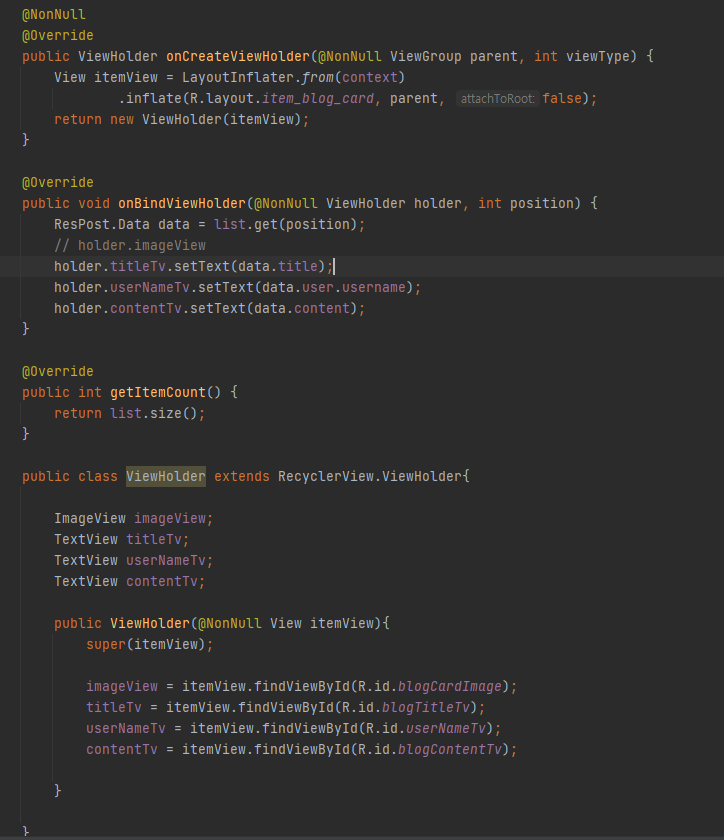 @NonNull
@Override
public ViewHolder onCreateViewHolder(@NonNull ViewGroup parent, int viewType) {
    View itemView = LayoutInflater.from(context)
            .inflate(R.layout.item_blog_card, parent, attachToRoot: false);
    return new ViewHolder(itemView);
}

@Override
public void onBindViewHolder(@NonNull ViewHolder holder, int position) {
    ResPost.Data data = list.get(position);
    // holder.imageView
    holder.titleTv.setText(data.title);
    holder.userNameTv.setText(data.user.username);
    holder.contentTv.setText(data.content);
}

@Override
public int getItemCount() {
    return list.size();
}

public class ViewHolder extends RecyclerView.ViewHolder{

    ImageView imageView;
    TextView titleTv;
    TextView userNameTv;
    TextView contentTv;

    public ViewHolder(@NonNull View itemView){
        super(itemView);

        imageView = itemView.findViewById(R.id.blogCardImage);
        titleTv = itemView.findViewById(R.id.blogTitleTv);
        userNameTv = itemView.findViewById(R.id.userNameTv);
        contentTv = itemView.findViewById(R.id.blogContentTv);

    }

}